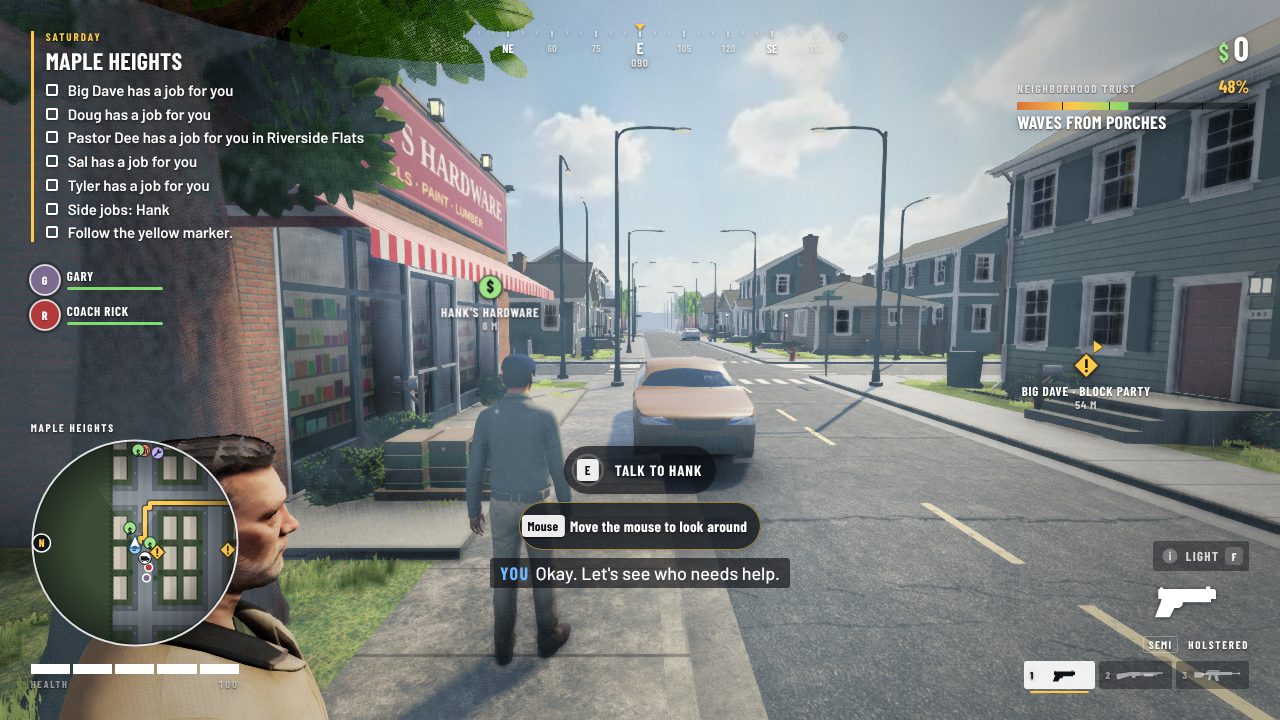 SATURDAY
MAPLE HEIGHTS
Big Dave has a job for you
Doug has a job for you
Pastor Dee has a job for you in Riverside Flats
Sal has a job for you
Tyler has a job for you
Side jobs: Hank
Follow the yellow marker.
G GARY
R COACH RICK
NE 60 75 E 105 120 SE 150
090
$ 0
NEIGHBORHOOD TRUST 48%
WAVES FROM PORCHES
'S HARDWARE
LS · PAINT · LUMBER
$
HANK'S HARDWARE
6 M
BIG DAVE · BLOCK PARTY
54 M
E TALK TO HANK
Mouse Move the mouse to look around
YOU Okay. Let's see who needs help.
MAPLE HEIGHTS
N
HEALTH 100
LIGHT F
SEMI HOLSTERED
1 2 3